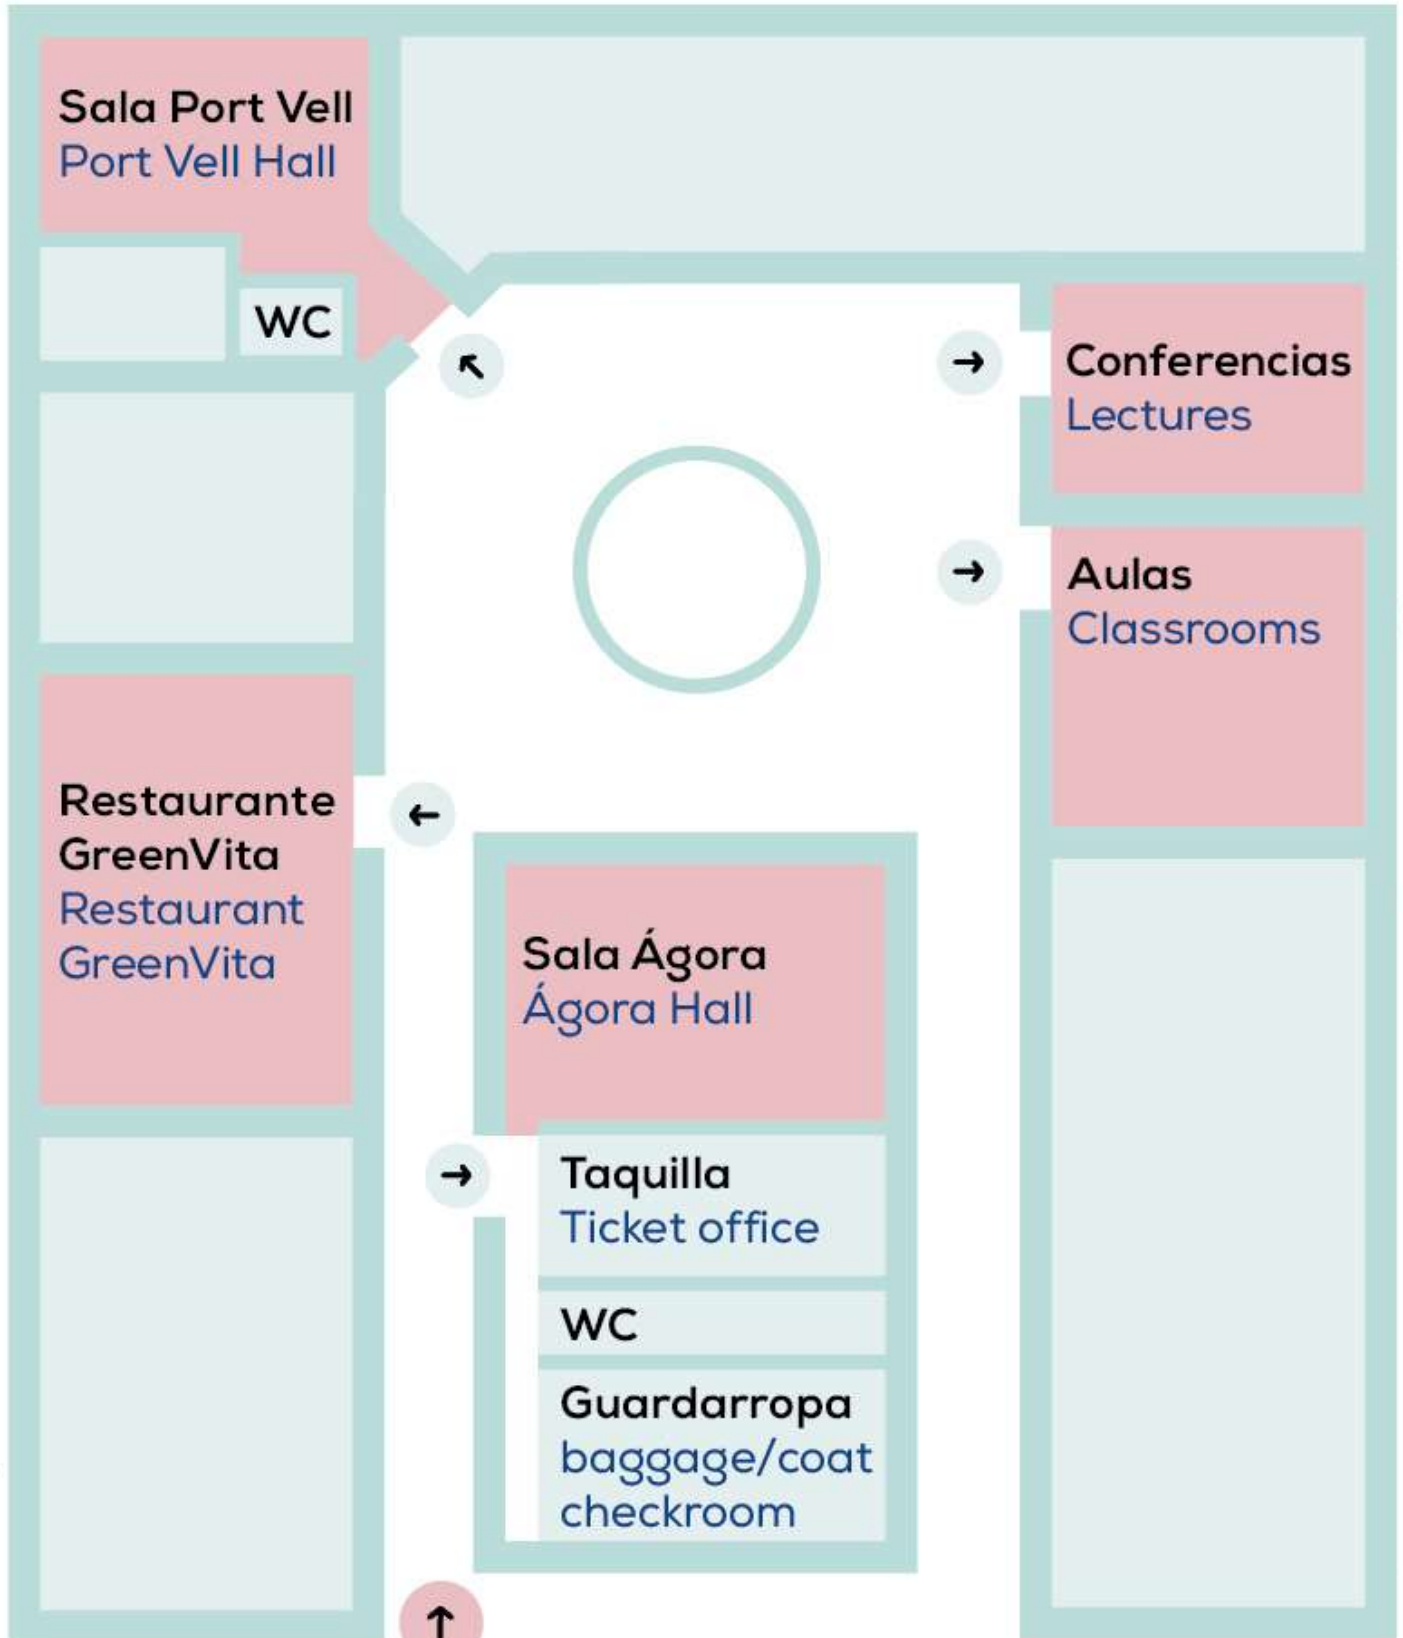 Sala Port Vell
Port Vell Hall
WC
Conferencias
Lectures
Aulas
Classrooms
Restaurante
GreenVita
Restaurant
GreenVita
Sala Ágora
Ágora Hall
Taquilla
Ticket office
WC
Guardarropa
baggage/coat
checkroom